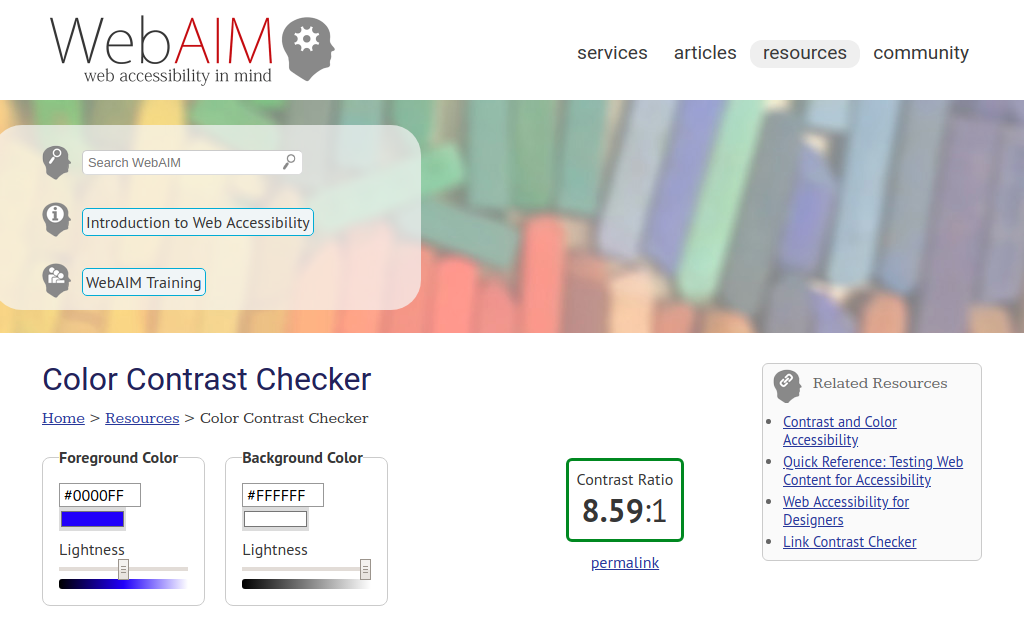 WebAIM
web accessibility in mind
services articles resources community
Search WebAIM
Introduction to Web Accessibility
WebAIM Training
Color Contrast Checker
Home > Resources > Color Contrast Checker
Foreground Color
#0000FF
Lightness
Background Color
#FFFFFF
Lightness
Contrast Ratio
8.59:1
permalink
Related Resources
Contrast and Color
Accessibility
Quick Reference: Testing Web
Content for Accessibility
Web Accessibility for
Designers
Link Contrast Checker